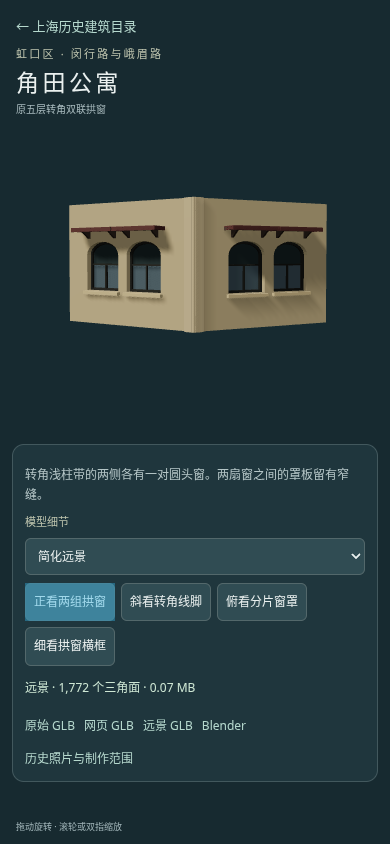 ← 上海历史建筑目录
虹口区 · 闵行路与峨眉路
角田公寓
原五层转角双联拱窗
转角浅柱带的两侧各有一对圆头窗。两扇窗之间的罩板留有窄
缝。
模型细节
简化远景
正看两组拱窗 斜看转角线脚 俯看分片窗罩
细看拱窗横框
远景 · 1,772 个三角面 · 0.07 MB
原始 GLB 网页 GLB 远景 GLB Blender
历史照片与制作范围
拖动旋转 · 滚轮或双指缩放